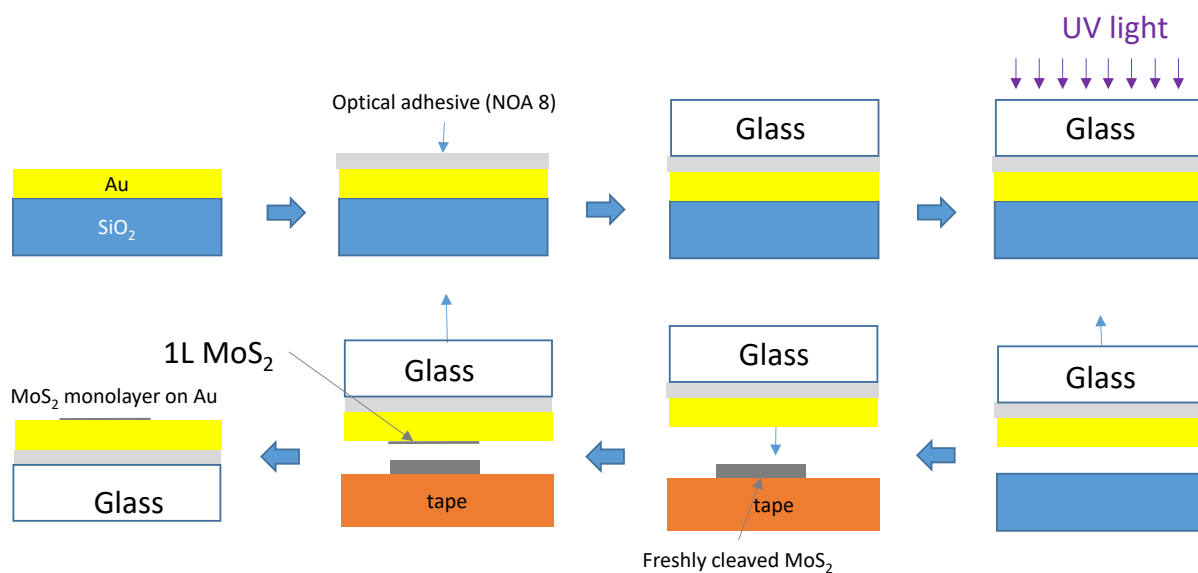 UV light
Optical adhesive (NOA 8)
Glass
Glass
Au
SiO₂
1L MoS₂
Glass
Glass
Glass
MoS₂ monolayer on Au
Glass
tape
tape
Freshly cleaved MoS₂